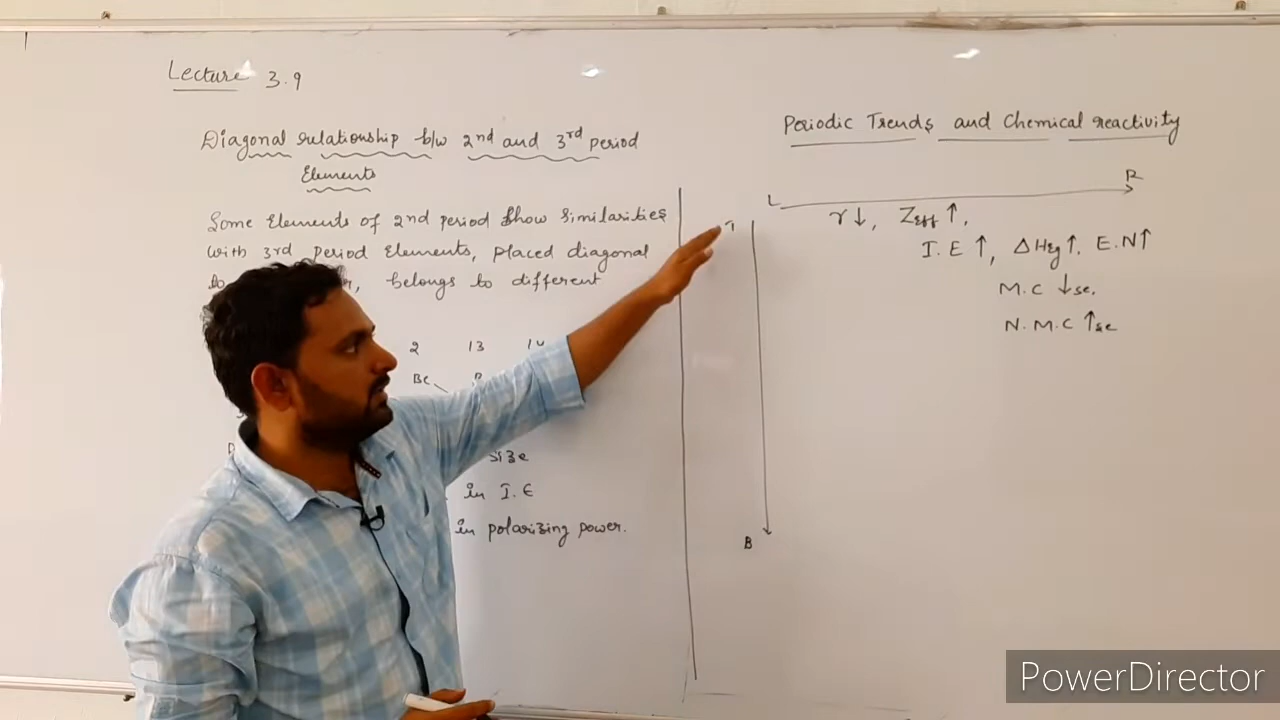 Lecture 3.9
Diagonal relationship b/w 2nd and 3rd period
Elements
Some Elements of 2nd period show similarities
with 3rd Period Elements, placed diagonal
to belongs to different
2 13 14
Be B
size
in I.E
in polarizing power.
Periodic Trends and Chemical reactivity
L R
r↓, Zeff↑,
I.E↑, ΔHeg↑, E.N↑
M.C ↓se.
N.M.C ↑se
T
B
PowerDirector